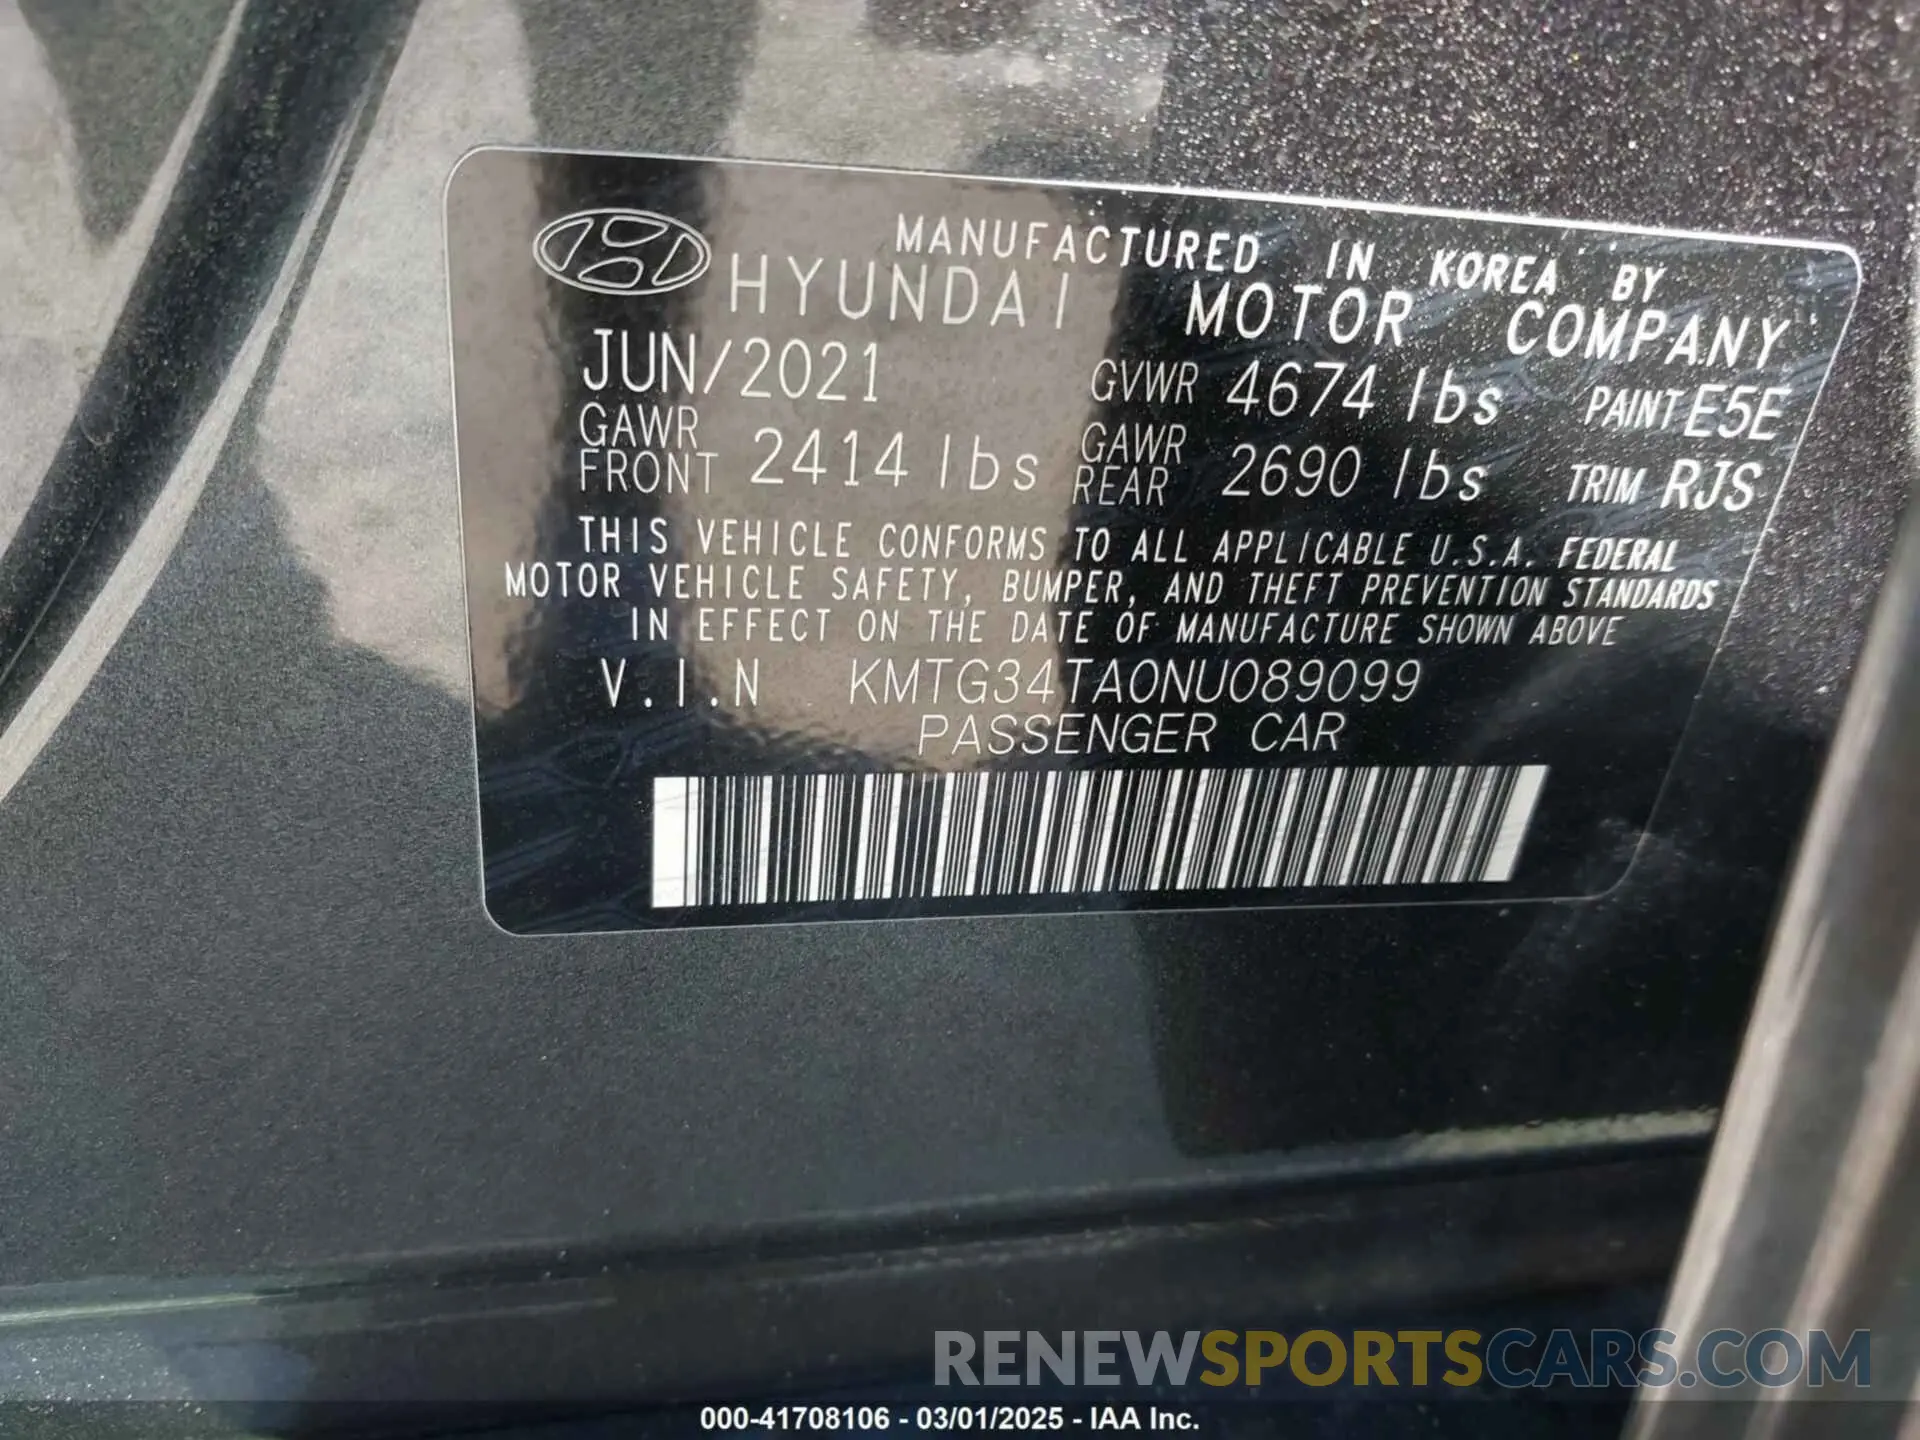 MANUFACTURED IN KOREA BY
HYUNDAI MOTOR COMPANY
JUN/2021 GVWR 4674 lbs PAINT E5E
GAWR FRONT 2414 lbs GAWR REAR 2690 lbs TRIM RJS
THIS VEHICLE CONFORMS TO ALL APPLICABLE U.S.A. FEDERAL
MOTOR VEHICLE SAFETY, BUMPER, AND THEFT PREVENTION STANDARDS
IN EFFECT ON THE DATE OF MANUFACTURE SHOWN ABOVE
V.I.N KMTG34TA0NU089099
PASSENGER CAR
RENEWSPORTSCARS.COM
000-41708106 - 03/01/2025 - IAA Inc.